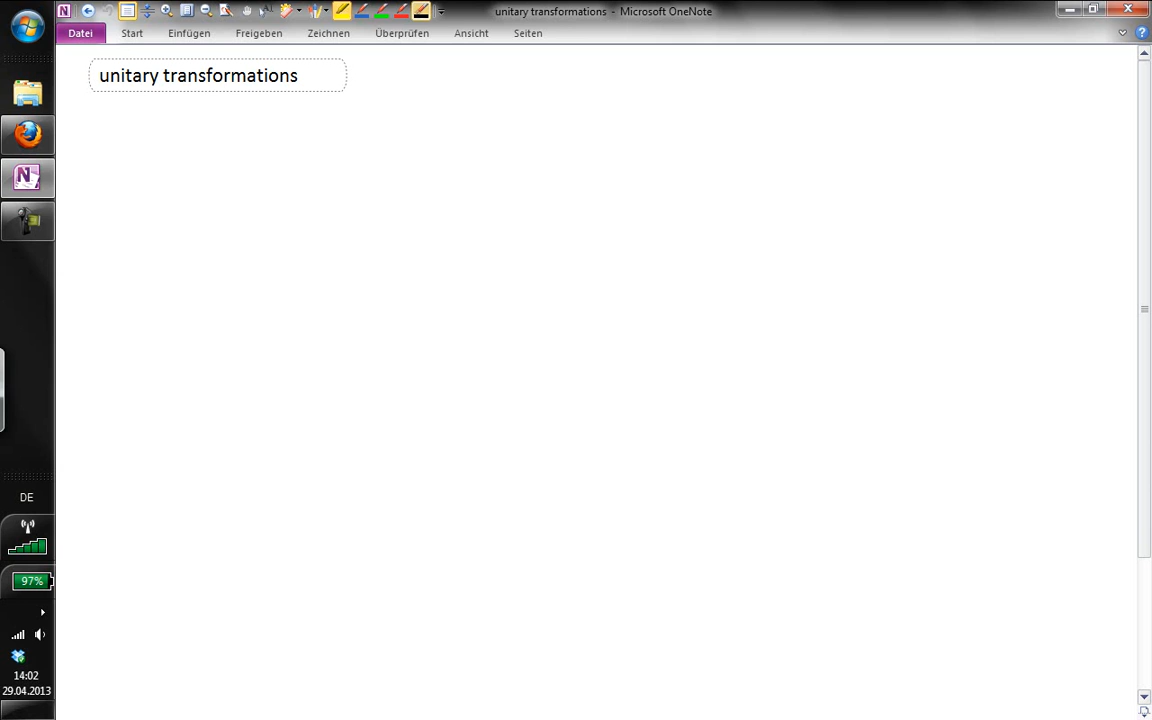 unitary transformations - Microsoft OneNote
Datei Start Einfügen Freigeben Zeichnen Überprüfen Ansicht Seiten
unitary transformations
DE
97%
14:02
29.04.2013